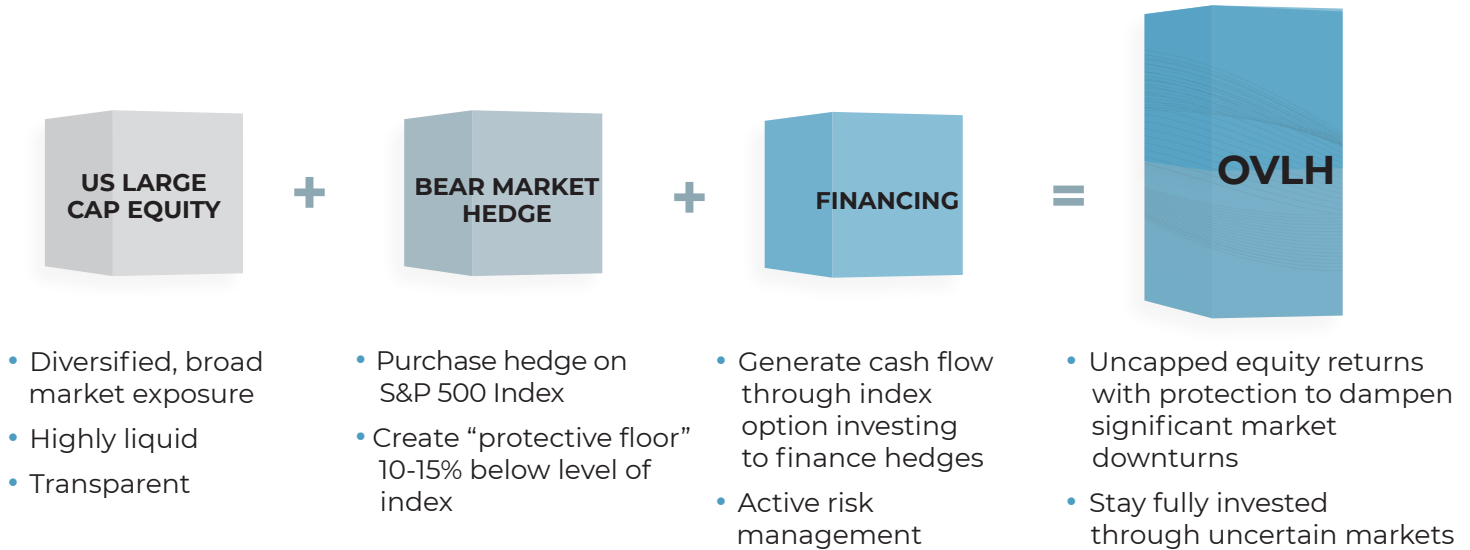 US LARGE
CAP EQUITY
+
BEAR MARKET
HEDGE
+
FINANCING
=
OVLH
• Diversified, broad
market exposure
• Highly liquid
• Transparent
• Purchase hedge on
S&P 500 Index
• Create “protective floor”
10-15% below level of
index
• Generate cash flow
through index
option investing
to finance hedges
• Active risk
management
• Uncapped equity returns
with protection to dampen
significant market
downturns
• Stay fully invested
through uncertain markets